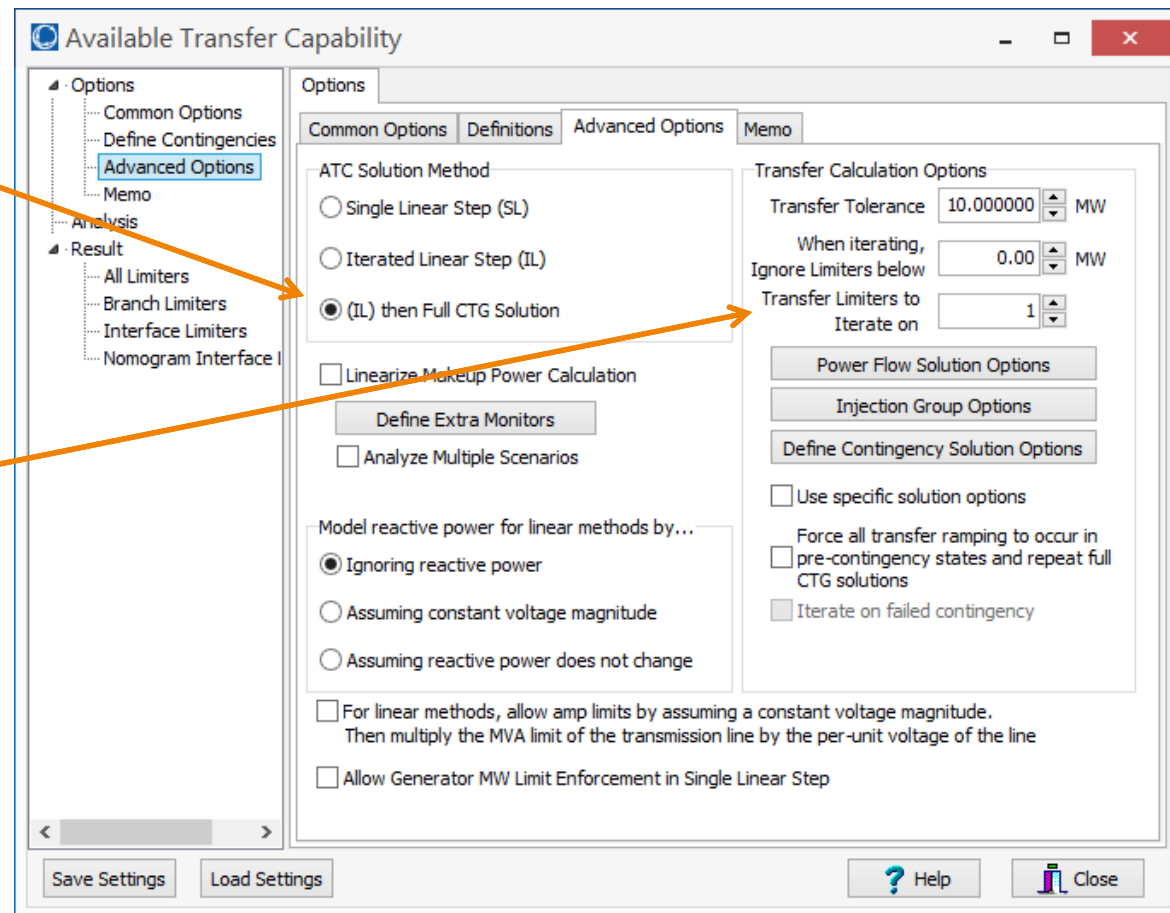 Available Transfer Capability
Options
Common Options
Define Contingencies
Advanced Options
Memo
Analysis
Result
All Limiters
Branch Limiters
Interface Limiters
Nomogram Interface l
Options
Common Options Definitions Advanced Options Memo
ATC Solution Method
Single Linear Step (SL)
Iterated Linear Step (IL)
(IL) then Full CTG Solution
Linearize Makeup Power Calculation
Define Extra Monitors
Analyze Multiple Scenarios
Model reactive power for linear methods by...
Ignoring reactive power
Assuming constant voltage magnitude
Assuming reactive power does not change
Transfer Calculation Options
Transfer Tolerance 10.000000 MW
When iterating,
Ignore Limiters below 0.00 MW
Transfer Limiters to
Iterate on 1
Power Flow Solution Options
Injection Group Options
Define Contingency Solution Options
Use specific solution options
Force all transfer ramping to occur in
pre-contingency states and repeat full
CTG solutions
Iterate on failed contingency
For linear methods, allow amp limits by assuming a constant voltage magnitude.
Then multiply the MVA limit of the transmission line by the per-unit voltage of the line
Allow Generator MW Limit Enforcement in Single Linear Step
Save Settings Load Settings ? Help Close